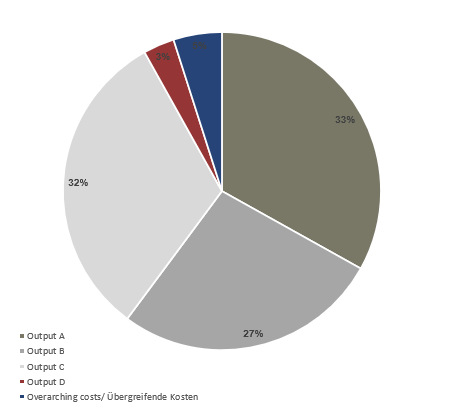 3%
33%
32%
27%
Output A
Output B
Output C
Output D
Overarching costs/ Übergreifende Kosten